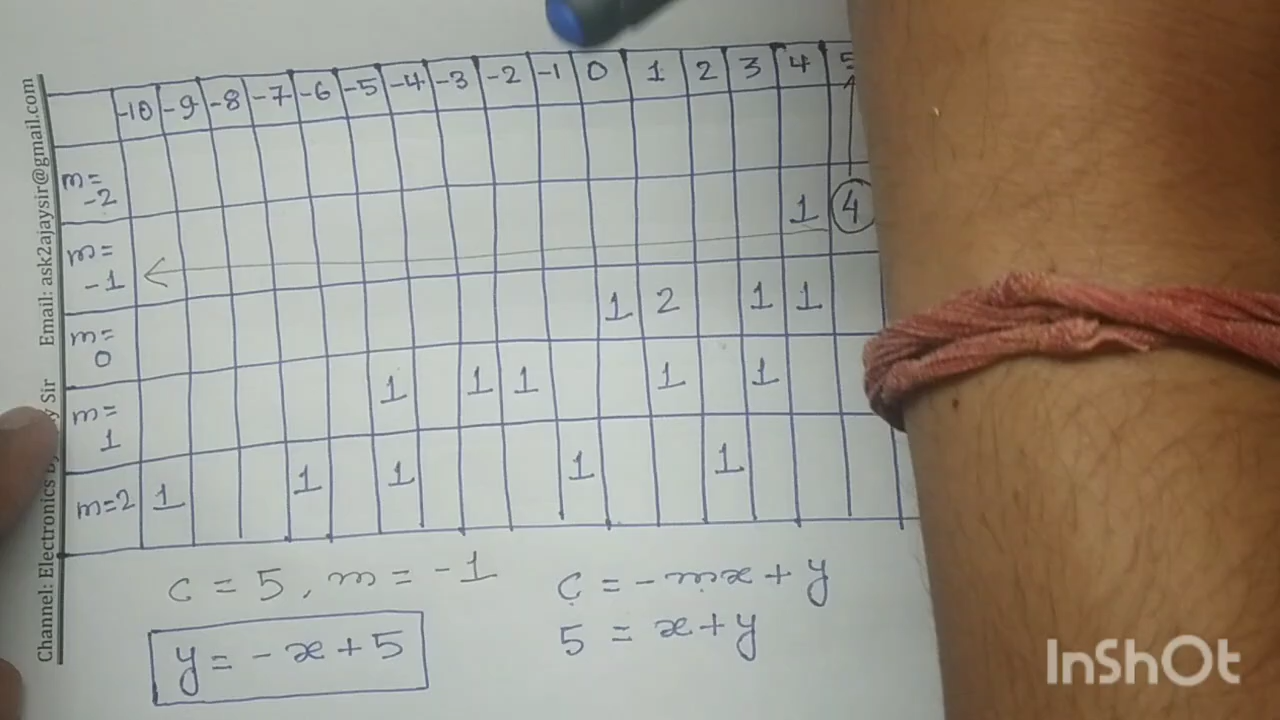 -10 -9 -8 -7 -6 -5 -4 -3 -2 -1 0 1 2 3 4 5
m= -2
m= -1 1 4
m= 0 1 2 1 1
m= 1 1 1 1 1 1
m=2 1 1 1 1 1
c = 5, m = -1
y = -x + 5
c = -mx + y
5 = x + y
Email: ask2ajaysir@gmail.com
Channel: Electronics Sir
InShOt